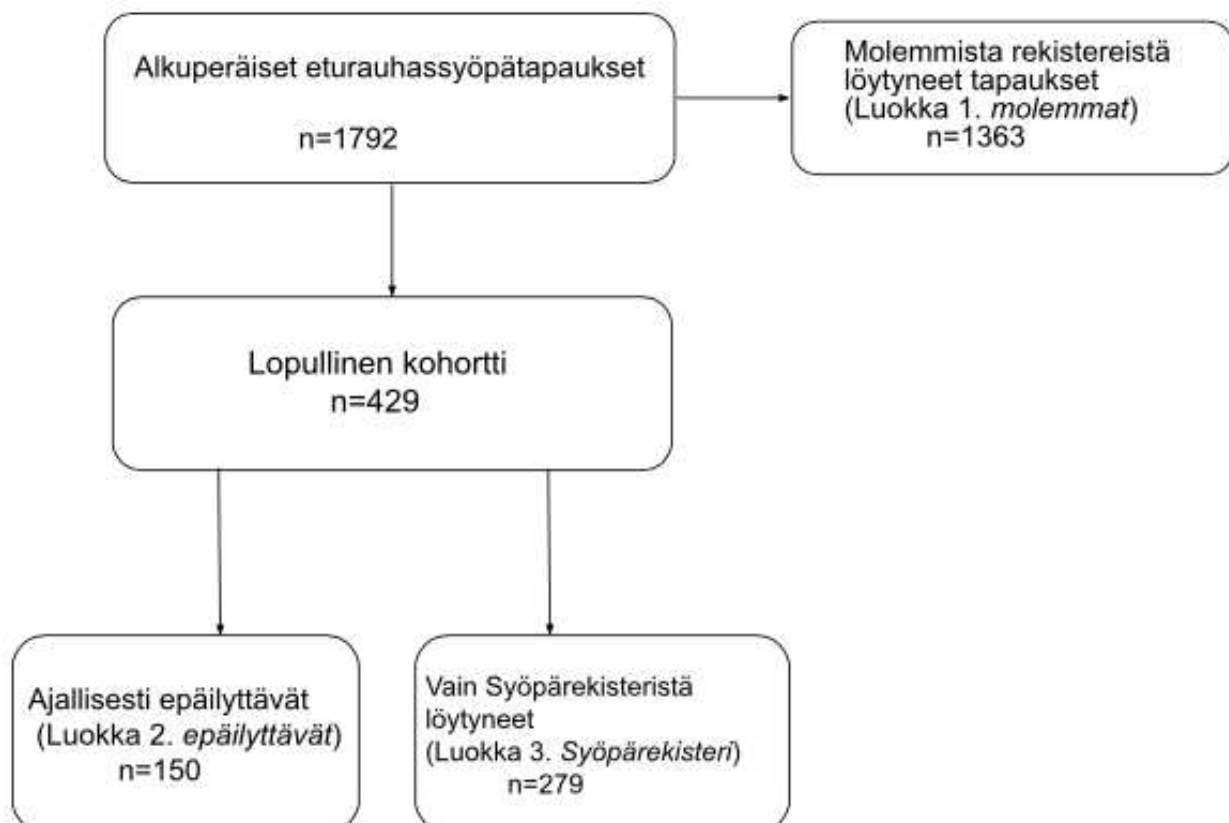 Alkuperäiset eturauhassyöpätapaukset
n=1792
Molemmista rekistereistä
löytyneet tapaukset
(Luokka 1. molemmat)
n=1363
Lopullinen kohortti
n=429
Ajallisesti epäilyttävät
(Luokka 2. epäilyttävät)
n=150
Vain Syöpärekisteristä
löytyneet
(Luokka 3. Syöpärekisteri)
n=279